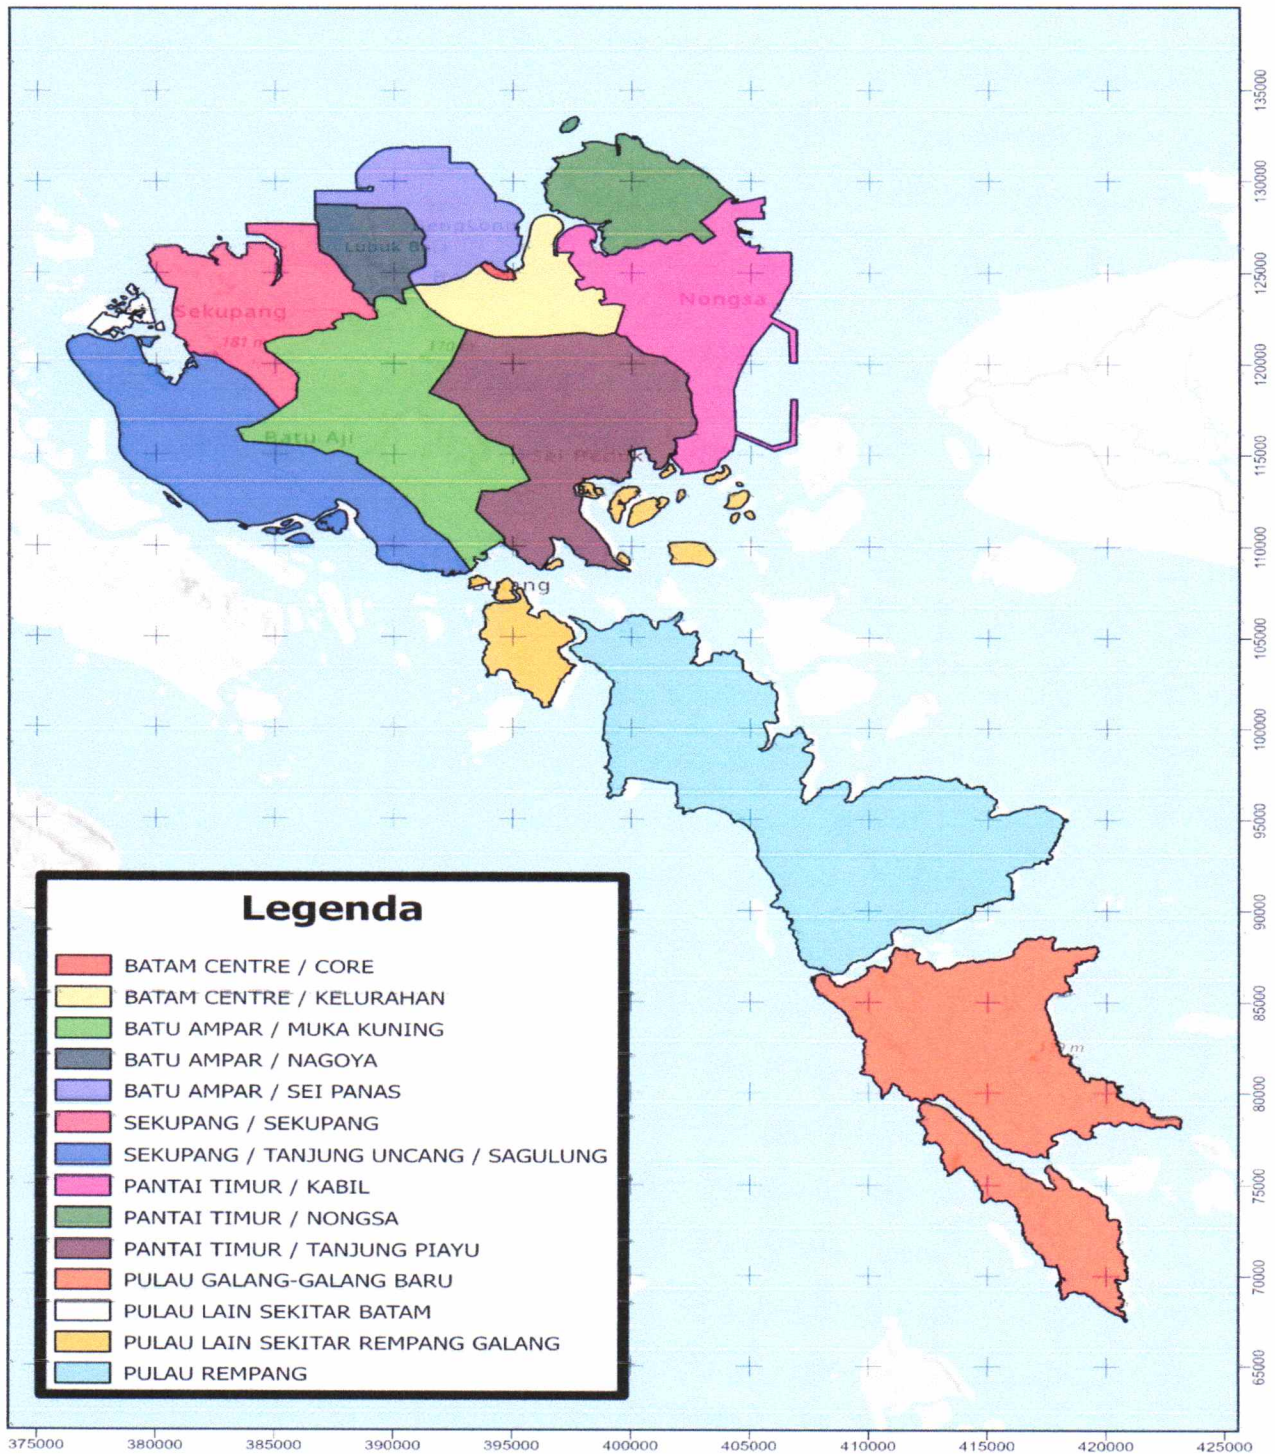 135000
130000
Lubuk
125000
Nongsa
Sekupang
181 m
120000
Batu Aji
115000
110000
105000
100000
95000
90000
85000
80000
75000
70000
65000
Legenda
BATAM CENTRE / CORE
BATAM CENTRE / KELURAHAN
BATU AMPAR / MUKA KUNING
BATU AMPAR / NAGOYA
BATU AMPAR / SEI PANAS
SEKUPANG / SEKUPANG
SEKUPANG / TANJUNG UNCANG / SAGULUNG
PANTAI TIMUR / KABIL
PANTAI TIMUR / NONGSA
PANTAI TIMUR / TANJUNG PIAYU
PULAU GALANG-GALANG BARU
PULAU LAIN SEKITAR BATAM
PULAU LAIN SEKITAR REMPANG GALANG
PULAU REMPANG
375000 380000 385000 390000 395000 400000 405000 410000 415000 420000 425000